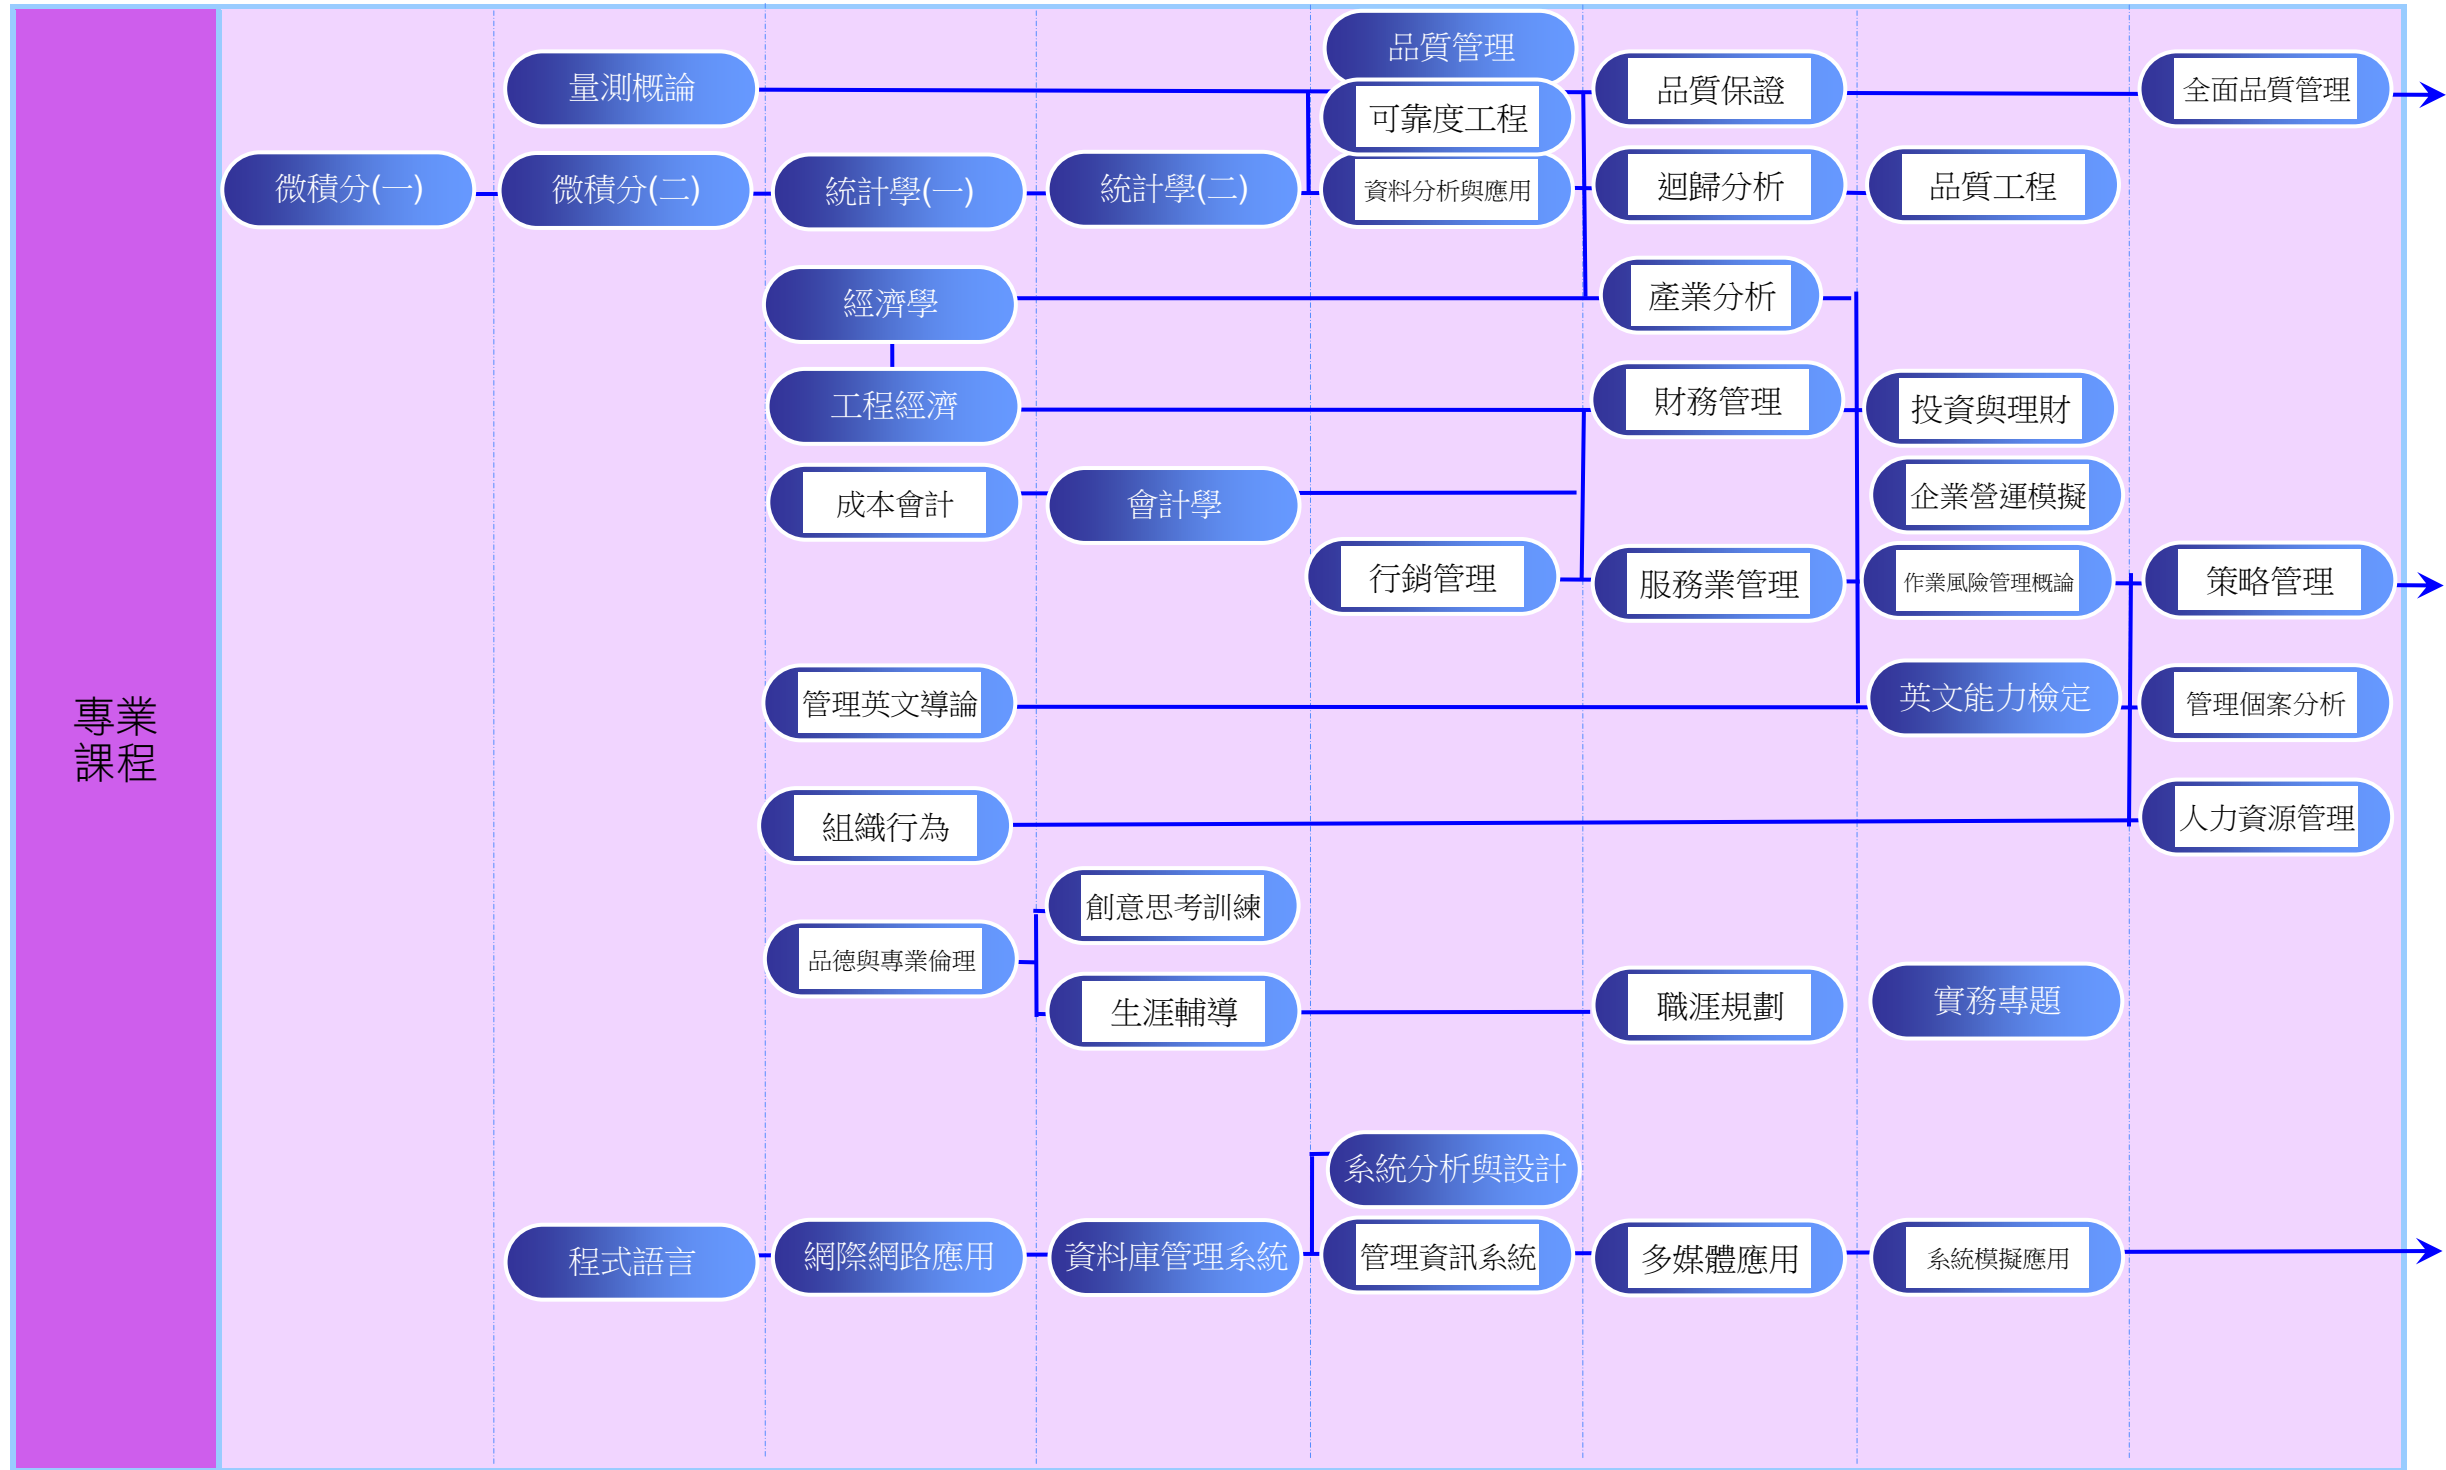 專業
課程
品質管理
量測概論
可靠度工程
品質保證
全面品質管理
微積分(一)
微積分(二)
統計學(一)
統計學(二)
資料分析與應用
迴歸分析
品質工程
經濟學
產業分析
工程經濟
財務管理
投資與理財
成本會計
會計學
企業營運模擬
行銷管理
服務業管理
作業風險管理概論
策略管理
管理英文導論
英文能力檢定
管理個案分析
組織行為
人力資源管理
創意思考訓練
品德與專業倫理
生涯輔導
職涯規劃
實務專題
系統分析與設計
程式語言
網際網路應用
資料庫管理系統
管理資訊系統
多媒體應用
系統模擬應用